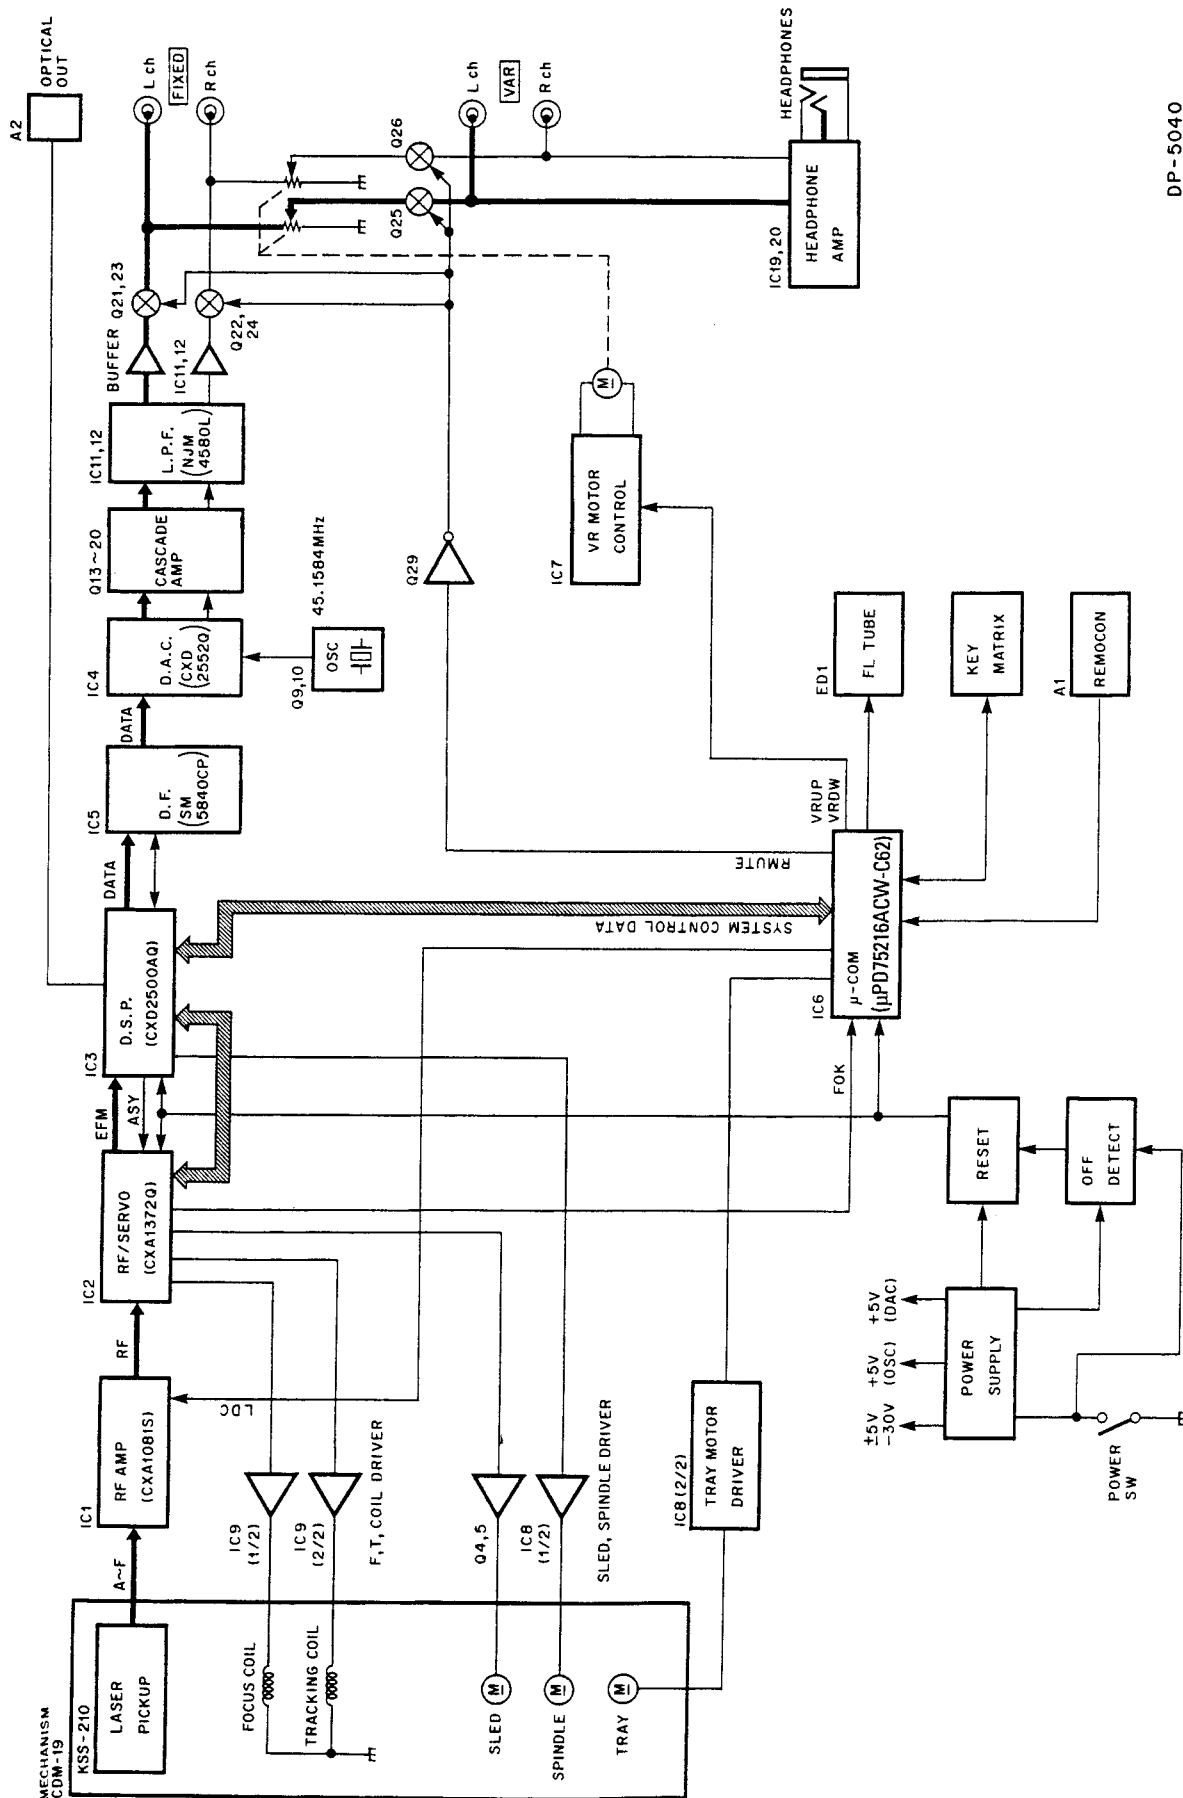 MECHANISM
CDM-19
KSS-210
LASER
PICKUP
A~F
IC1
RF AMP
(CXA1081S)
RF
IC2
RF/SERVO
(CXA1372Q)
EFM
ASY
IC3
D.S.P.
(CXD2500AQ)
DATA
IC5
D.F.
(SM
5840CP)
DATA
IC4
D.A.C.
(CXD
2552Q)
Q13~20
CASCADE
AMP
IC11,12
L.P.F.
(NJM
4580L)
BUFFER
IC11,12
Q21,23
Q22,
24
A2
OPTICAL
OUT
L ch
FIXED
R ch
Q9,10
OSC
45.1584MHz
Q25
Q26
L ch
VAR
R ch
HEADPHONES
IC19,20
HEADPHONE
AMP
FOCUS COIL
TRACKING COIL
IC9
(1/2)
IC9
(2/2)
F,T, COIL DRIVER
LDC
SLED
M
SPINDLE
M
TRAY
M
Q4,5
IC8
(1/2)
SLED, SPINDLE DRIVER
IC8 (2/2)
TRAY MOTOR
DRIVER
FOK
SYSTEM CONTROL DATA
RMUTE
Q29
IC7
VR MOTOR
CONTROL
M
VRUP
VRDW
IC6
μ-COM
(μPD75216ACW-C62)
ED1
FL TUBE
KEY
MATRIX
A1
REMOCON
±5V
-30V
+5V
(OSC)
+5V
(DAC)
POWER
SUPPLY
RESET
OFF
DETECT
POWER
SW
DP-5040